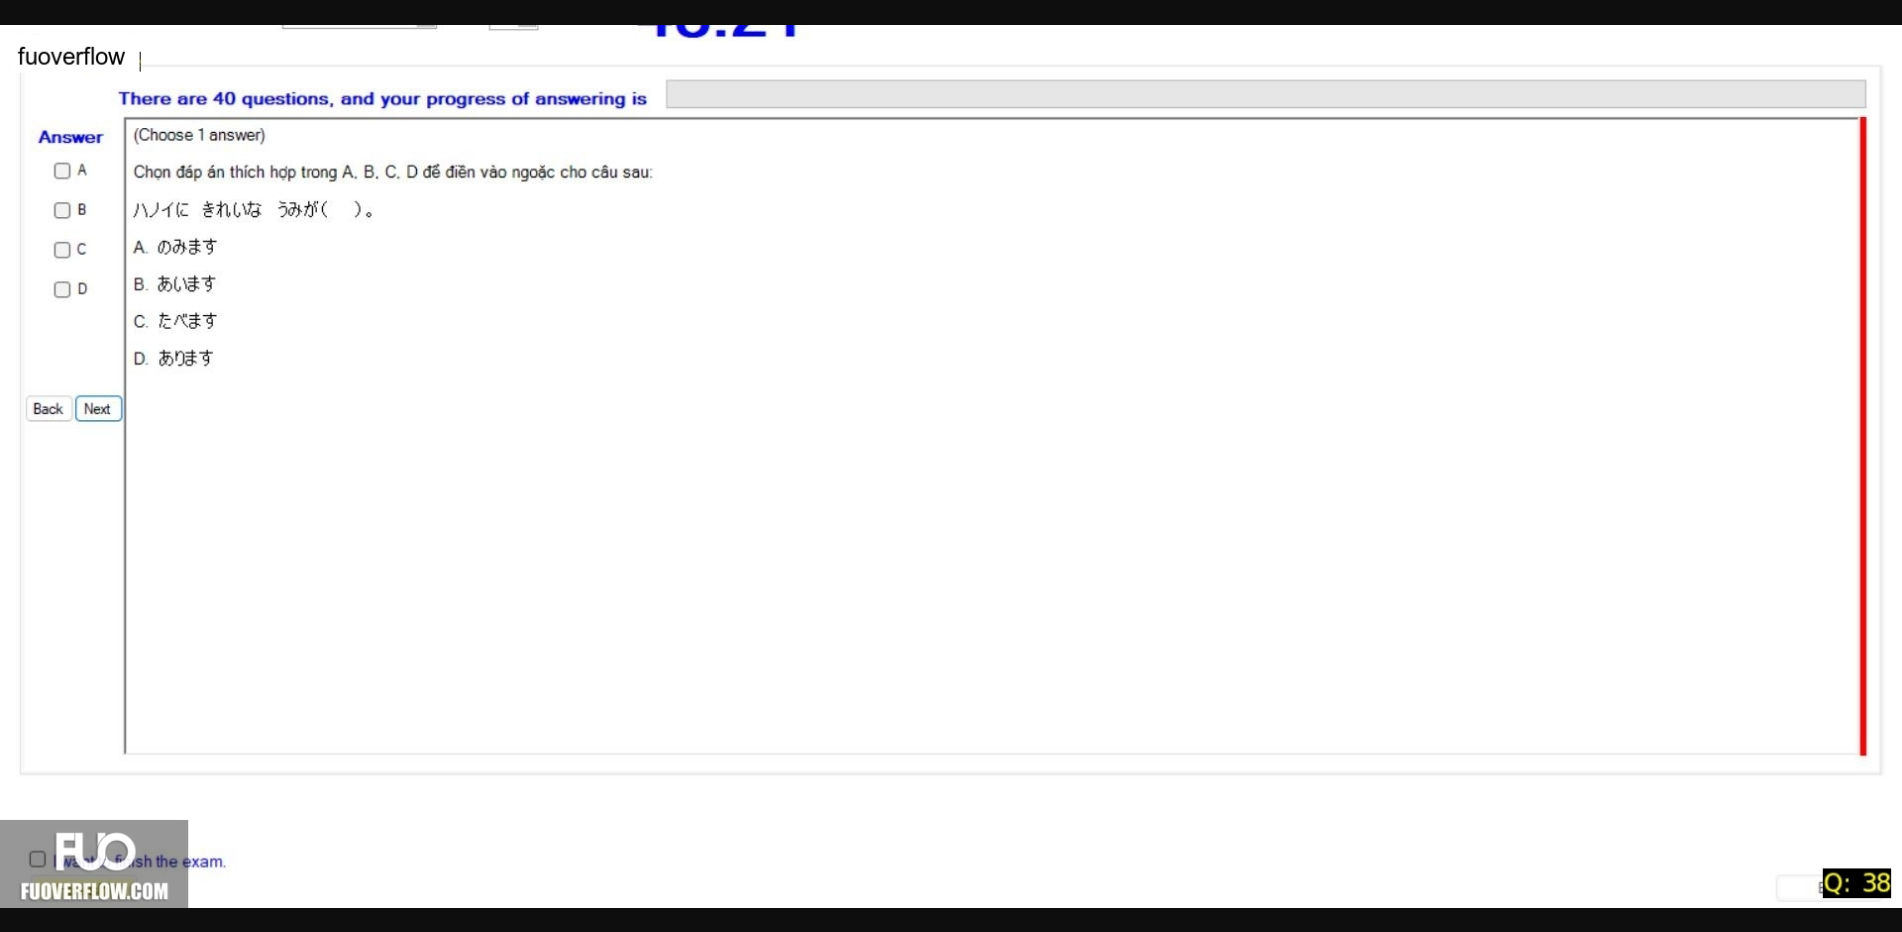 fuoverflow
There are 40 questions, and your progress of answering is
Answer
(Choose 1 answer)
A
Chọn đáp án thích hợp trong A, B, C, D để điền vào ngoặc cho câu sau:
B
ハノイに きれいな うみが( )。
C
A. のみます
D
B. あいます
C. たべます
D. あります
Back Next
FUO
finish the exam.
FUOVERFLOW.COM
Q: 38